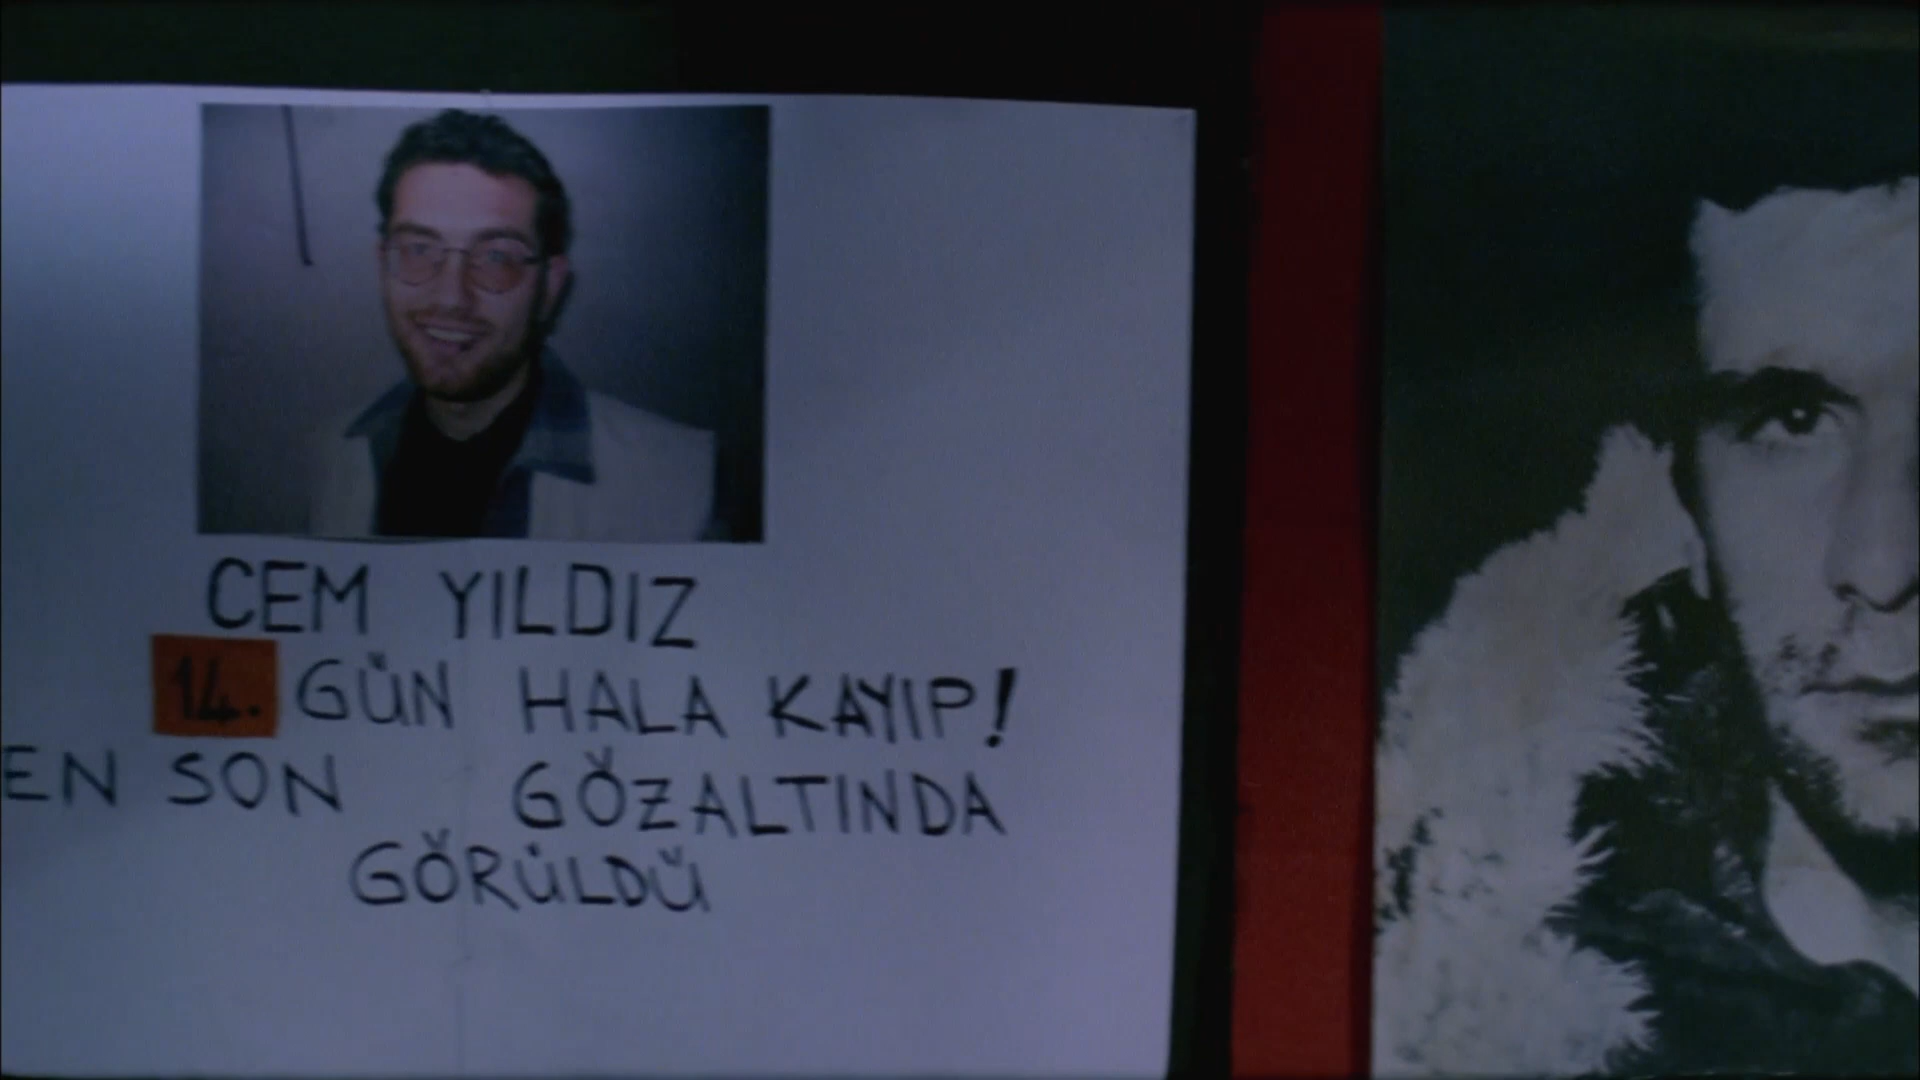 CEM YILDIZ
14. GÜN HALA KAYIP!
EN SON GÖZALTINDA
GÖRÜLDÜ